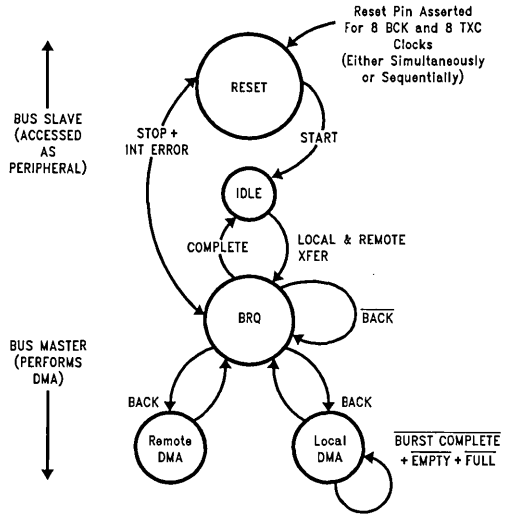 Reset Pin Asserted
For 8 BCK and 8 TXC
Clocks
(Either Simultaneously
or Sequentially)
RESET
BUS SLAVE
(ACCESSED
AS
PERIPHERAL)
STOP +
INT ERROR
START
IDLE
COMPLETE
LOCAL & REMOTE
XFER
BRQ
BACK
BUS MASTER
(PERFORMS
DMA)
BACK
BACK
Remote
DMA
Local
DMA
BURST COMPLETE
+ EMPTY + FULL